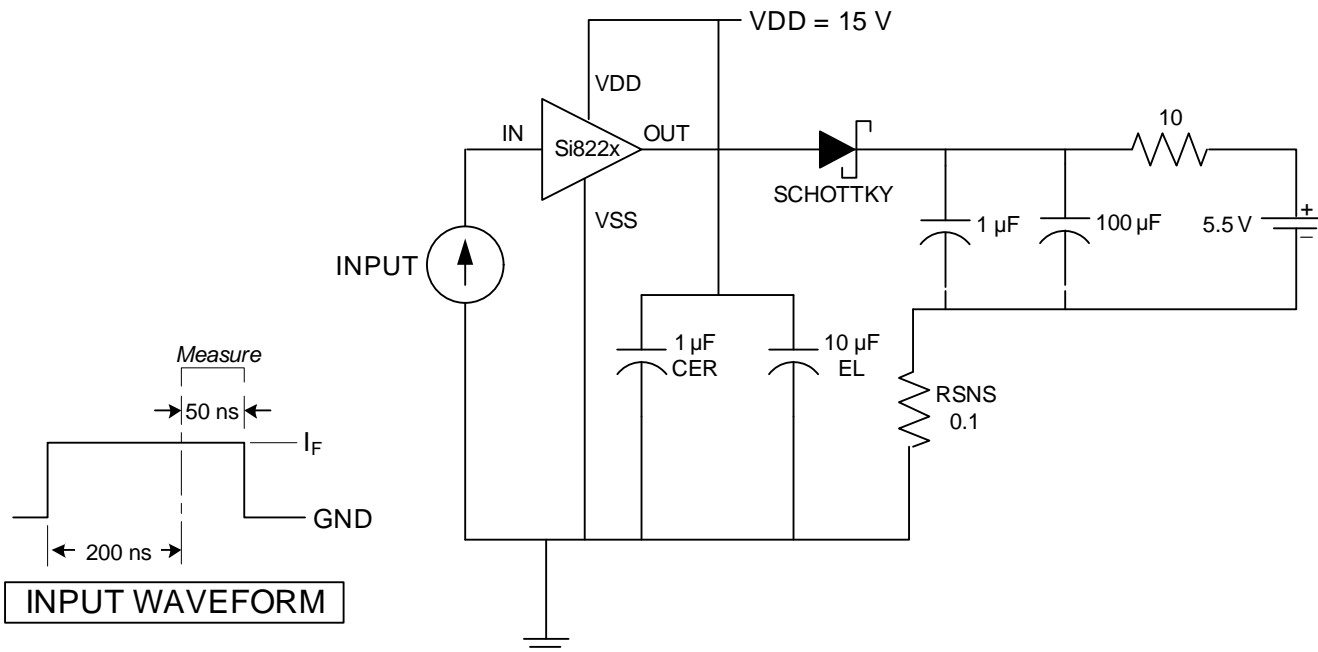 VDD = 15 V
VDD
IN
Si822x
OUT
10
SCHOTTKY
VSS
1 µF
100 µF
5.5 V
+
–
INPUT
1 µF
CER
10 µF
EL
RSNS
0.1
Measure
50 ns
I_F
GND
200 ns
INPUT WAVEFORM